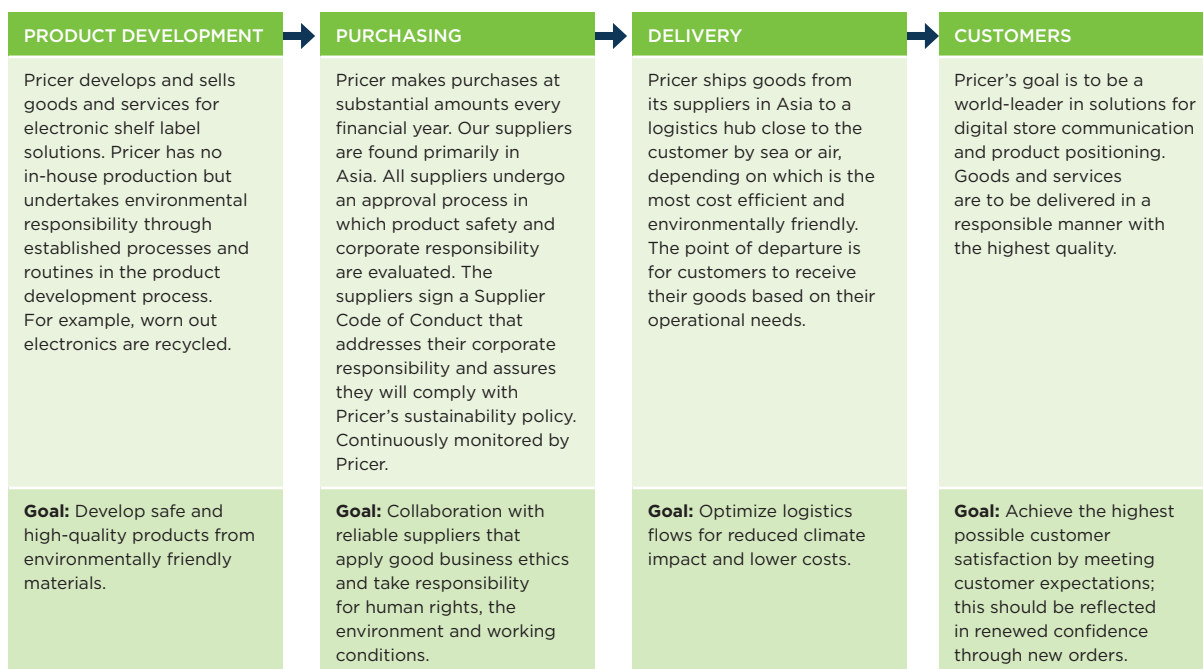 PRODUCT DEVELOPMENT
Pricer develops and sells
goods and services for
electronic shelf label
solutions. Pricer has no
in-house production but
undertakes environmental
responsibility through
established processes and
routines in the product
development process.
For example, worn out
electronics are recycled.
Goal: Develop safe and
high-quality products from
environmentally friendly
materials.
PURCHASING
Pricer makes purchases at
substantial amounts every
financial year. Our suppliers
are found primarily in
Asia. All suppliers undergo
an approval process in
which product safety and
corporate responsibility
are evaluated. The
suppliers sign a Supplier
Code of Conduct that
addresses their corporate
responsibility and assures
they will comply with
Pricer’s sustainability policy.
Continuously monitored by
Pricer.
Goal: Collaboration with
reliable suppliers that
apply good business ethics
and take responsibility
for human rights, the
environment and working
conditions.
DELIVERY
Pricer ships goods from
its suppliers in Asia to a
logistics hub close to the
customer by sea or air,
depending on which is the
most cost efficient and
environmentally friendly.
The point of departure is
for customers to receive
their goods based on their
operational needs.
Goal: Optimize logistics
flows for reduced climate
impact and lower costs.
CUSTOMERS
Pricer’s goal is to be a
world-leader in solutions for
digital store communication
and product positioning.
Goods and services
are to be delivered in a
responsible manner with
the highest quality.
Goal: Achieve the highest
possible customer
satisfaction by meeting
customer expectations;
this should be reflected
in renewed confidence
through new orders.